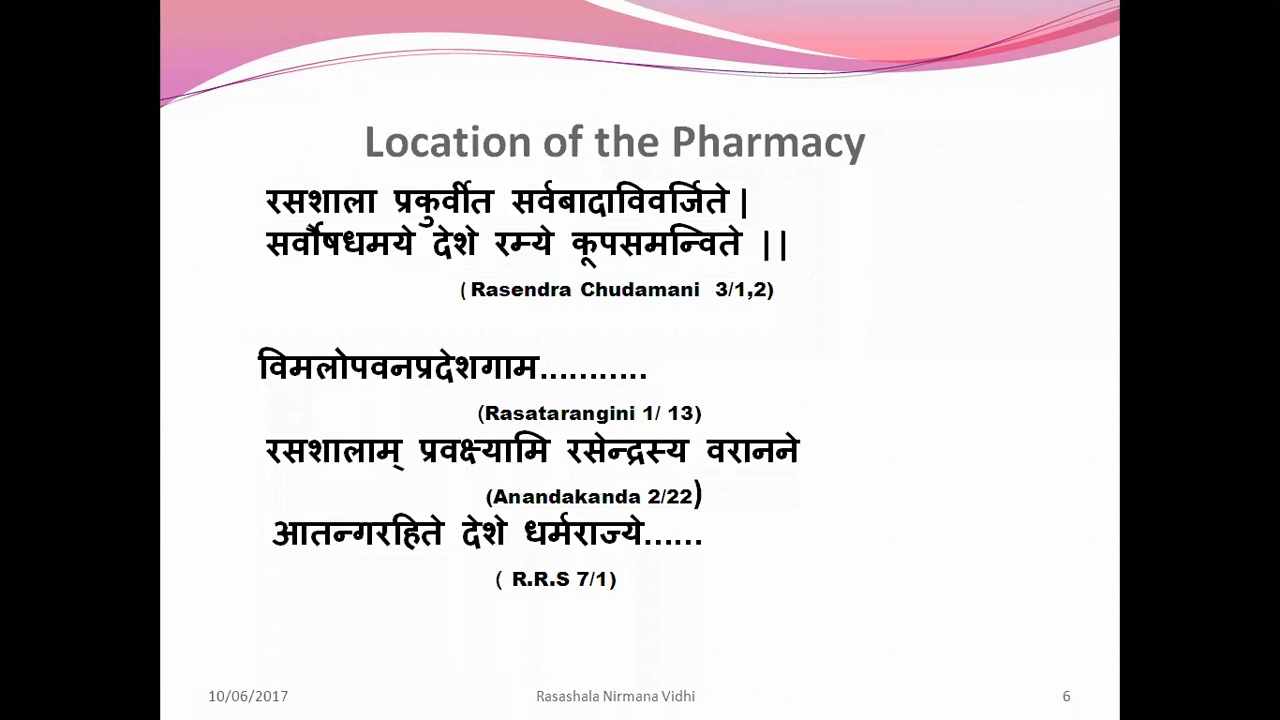 Location of the Pharmacy
रसशाला प्रकुर्वीत सर्वबादाविवर्जिते |
सर्वौषधमये देशे रम्ये कूपसमन्विते ||
( Rasendra Chudamani 3/1,2)
विमलोपवनप्रदेशगाम...........
(Rasatarangini 1/ 13)
रसशालाम् प्रवक्ष्यामि रसेन्द्रस्य वरानने
(Anandakanda 2/22)
आतन्गरहिते देशे धर्मराज्ये......
( R.R.S 7/1)
10/06/2017 Rasashala Nirmana Vidhi 6